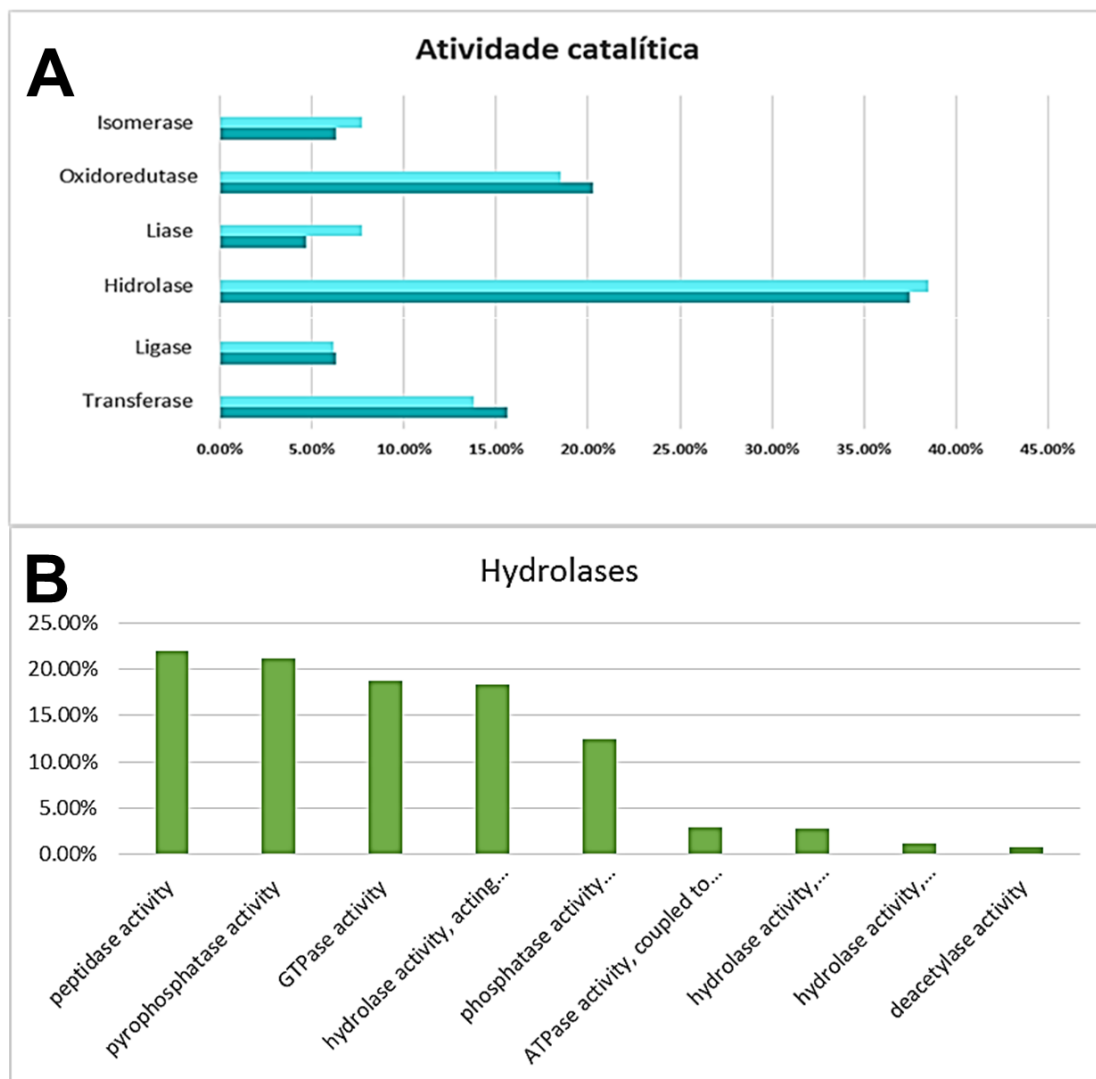 A
Atividade catalítica
Isomerase
Oxidoredutase
Liase
Hidrolase
Ligase
Transferase
0.00% 5.00% 10.00% 15.00% 20.00% 25.00% 30.00% 35.00% 40.00% 45.00%
B
Hydrolases
25.00%
20.00%
15.00%
10.00%
5.00%
0.00%
peptidase activity
pyrophosphatase activity
GTPase activity
hydrolase activity, acting...
phosphatase activity...
ATPase activity, coupled to...
hydrolase activity,...
hydrolase activity,...
deacetylase activity